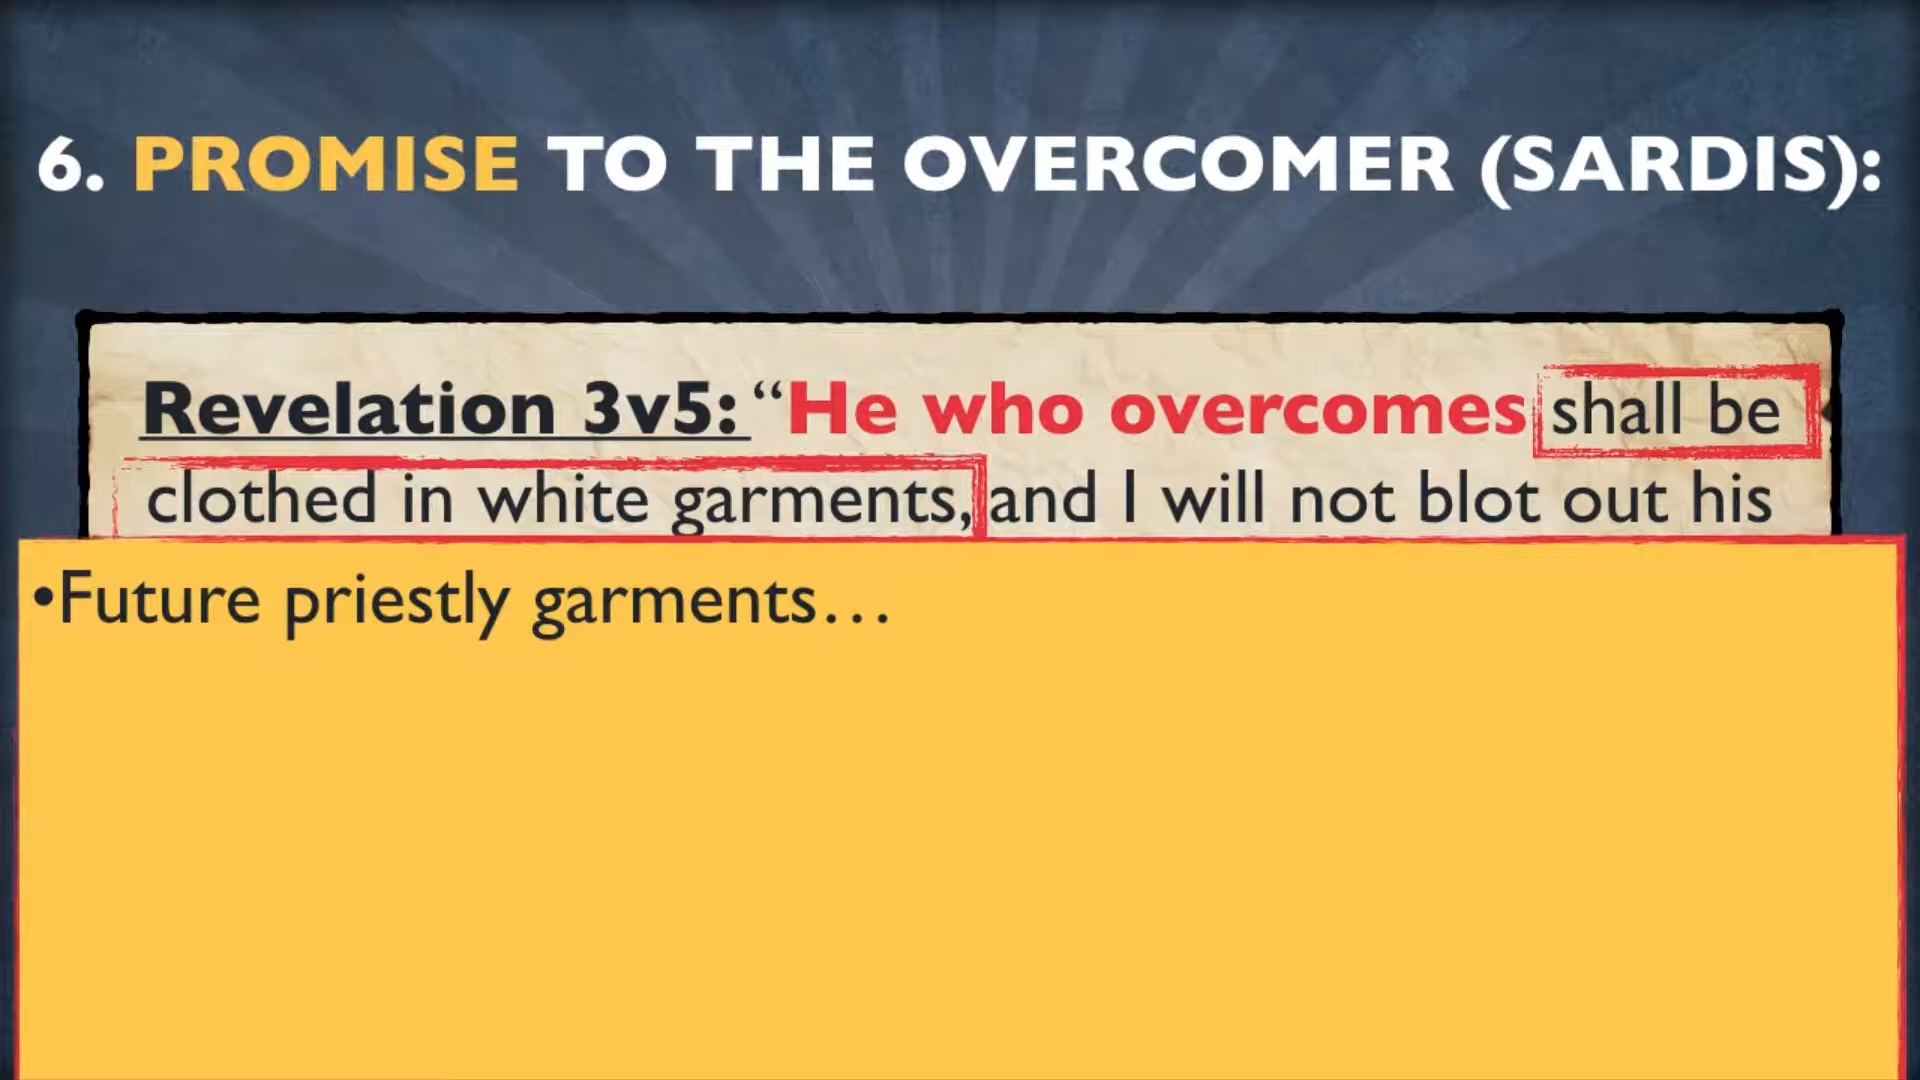 6. PROMISE TO THE OVERCOMER (SARDIS):
Revelation 3v5: “He who overcomes shall be
clothed in white garments, and I will not blot out his
•Future priestly garments…